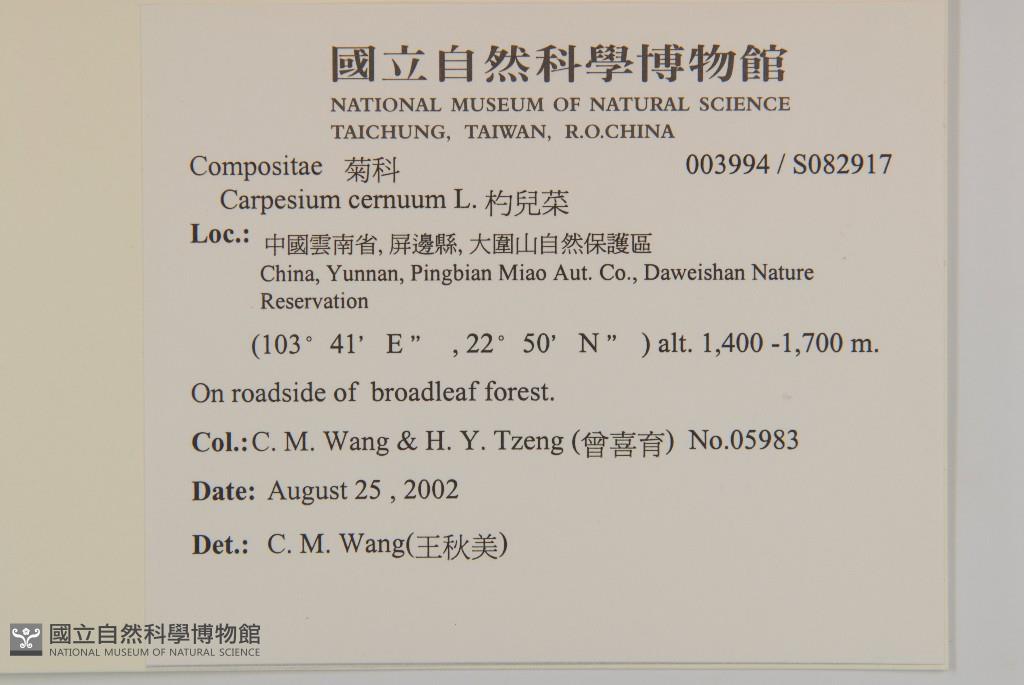 國立自然科學博物館
NATIONAL MUSEUM OF NATURAL SCIENCE
TAICHUNG, TAIWAN, R.O.CHINA
Compositae 菊科 003994 / S082917
Carpesium cernuum L. 杓兒菜
Loc.: 中國雲南省, 屏邊縣, 大圍山自然保護區
China, Yunnan, Pingbian Miao Aut. Co., Daweishan Nature
Reservation
(103° 41' E" , 22° 50' N" ) alt. 1,400 -1,700 m.
On roadside of broadleaf forest.
Col.: C. M. Wang & H. Y. Tzeng (曾喜育) No.05983
Date: August 25 , 2002
Det.: C. M. Wang(王秋美)
國立自然科學博物館
NATIONAL MUSEUM OF NATURAL SCIENCE